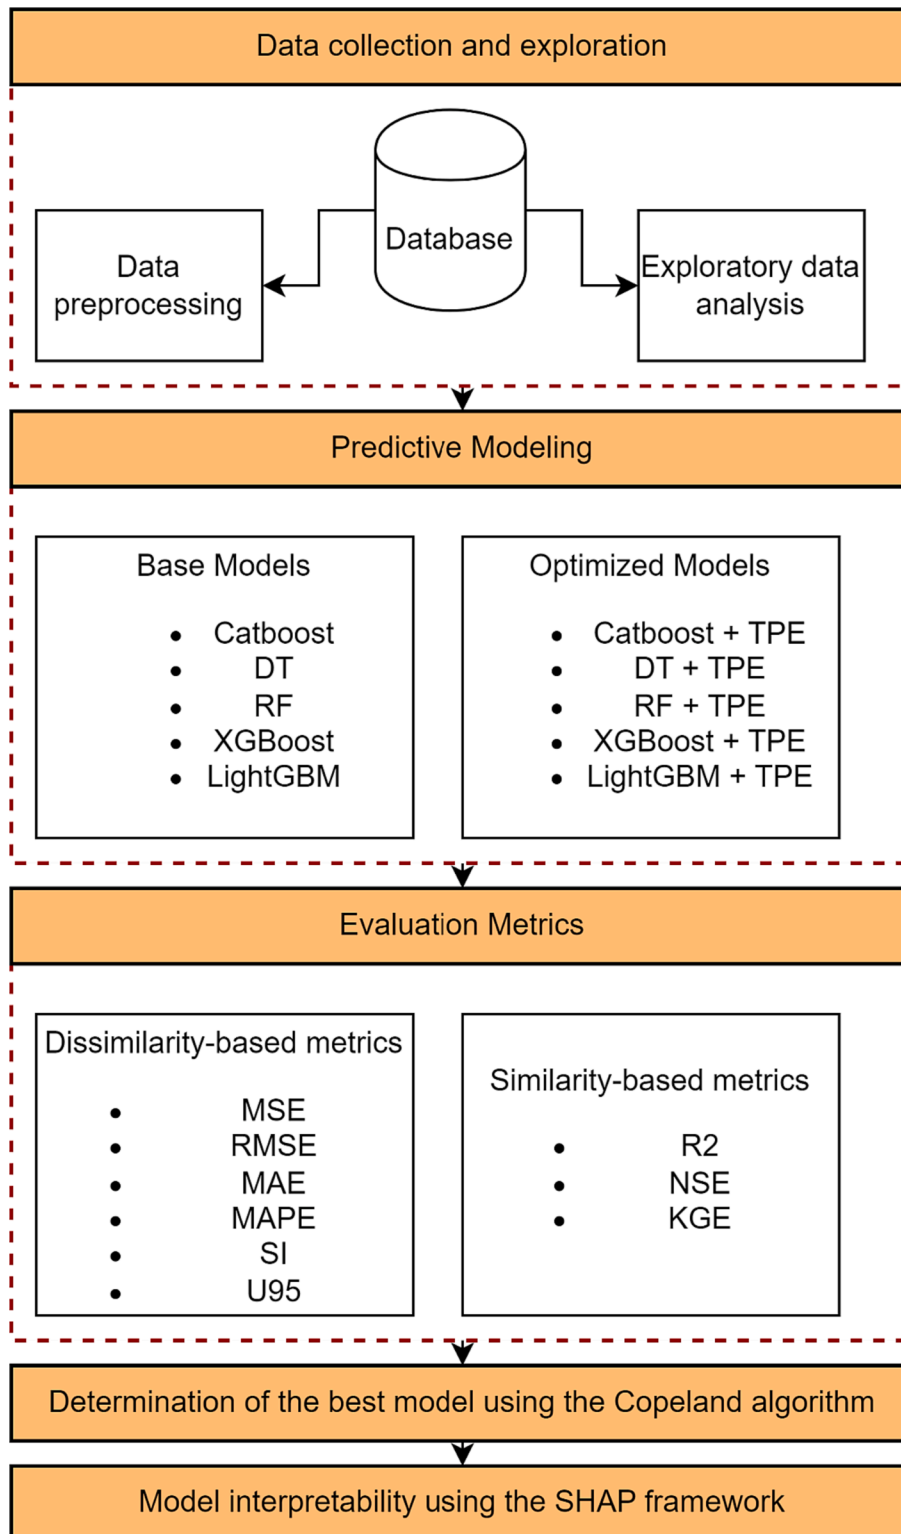 Data collection and exploration
Database
Data
preprocessing
Exploratory data
analysis
Predictive Modeling
Base Models
• Catboost
• DT
• RF
• XGBoost
• LightGBM
Optimized Models
• Catboost + TPE
• DT + TPE
• RF + TPE
• XGBoost + TPE
• LightGBM + TPE
Evaluation Metrics
Dissimilarity-based metrics
• MSE
• RMSE
• MAE
• MAPE
• SI
• U95
Similarity-based metrics
• R2
• NSE
• KGE
Determination of the best model using the Copeland algorithm
Model interpretability using the SHAP framework